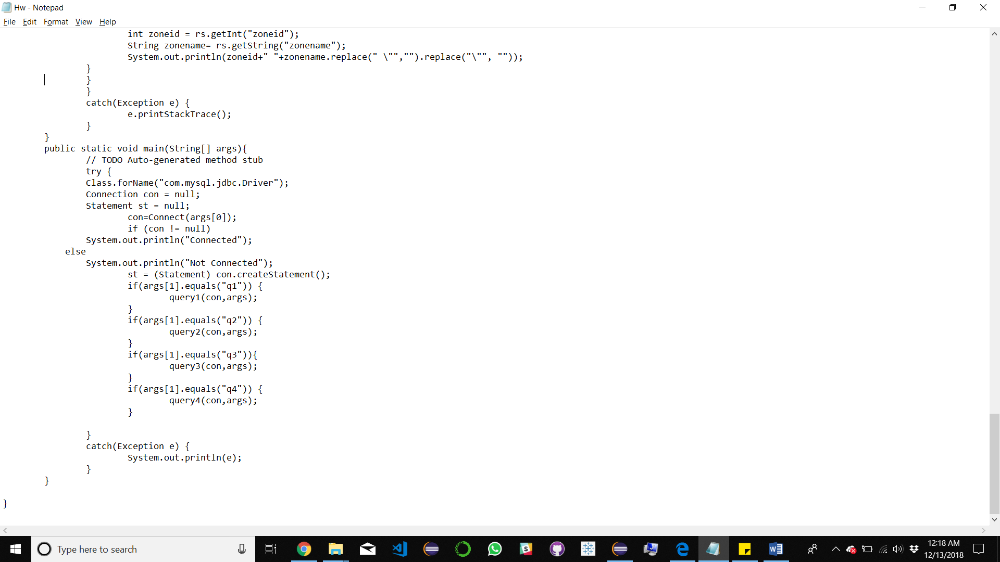 Hw - Notepad
File Edit Format View Help
int zoneid = rs.getInt("zoneid");
String zonename= rs.getString("zonename");
System.out.println(zoneid+" "+zonename.replace(" \"","").replace("\"", ""));
}
}
}
catch(Exception e) {
e.printStackTrace();
}
}
public static void main(String[] args){
// TODO Auto-generated method stub
try {
Class.forName("com.mysql.jdbc.Driver");
Connection con = null;
Statement st = null;
con=Connect(args[0]);
if (con != null)
System.out.println("Connected");
else
System.out.println("Not Connected");
st = (Statement) con.createStatement();
if(args[1].equals("q1")) {
query1(con,args);
}
if(args[1].equals("q2")) {
query2(con,args);
}
if(args[1].equals("q3")){
query3(con,args);
}
if(args[1].equals("q4")) {
query4(con,args);
}
}
catch(Exception e) {
System.out.println(e);
}
}
}
Type here to search
12:18 AM
12/13/2018